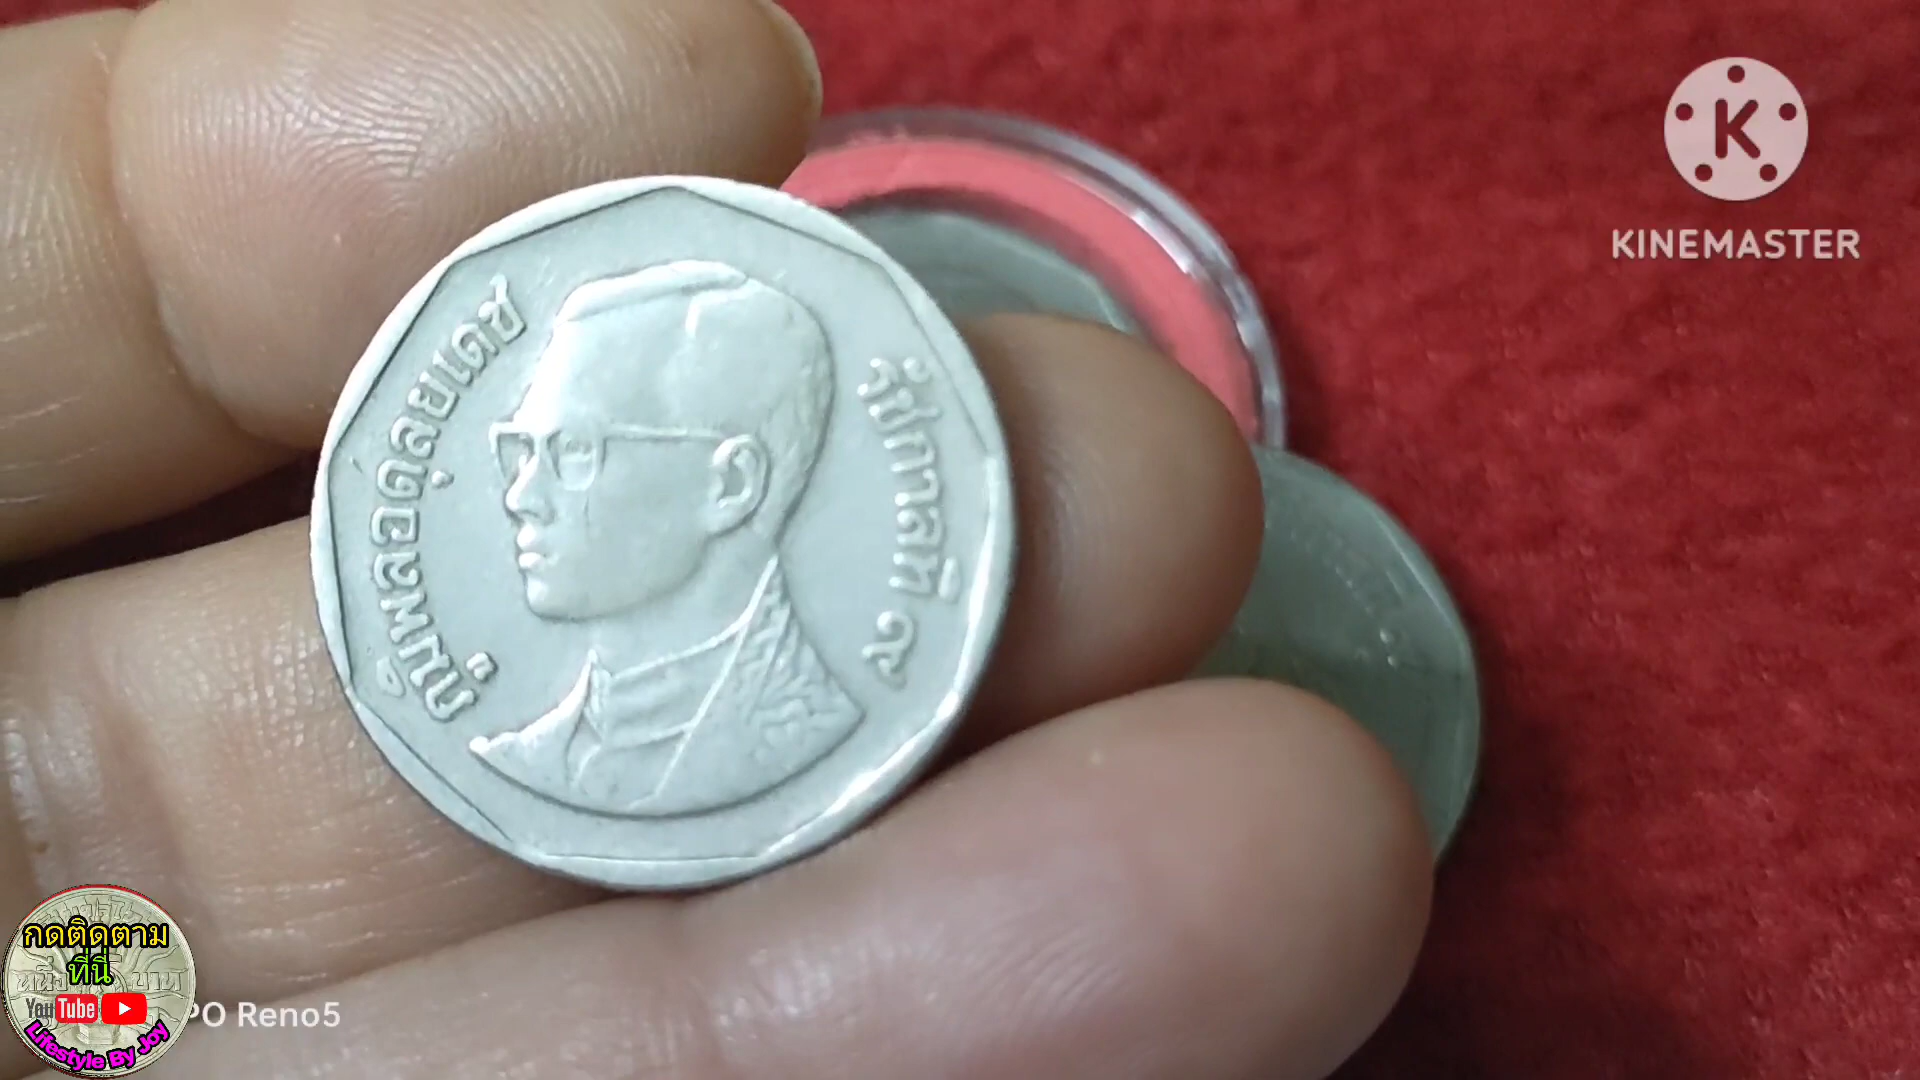 K
KINEMASTER
ภูมิพลอดุลยเดช
รัชกาลที่ ๙
กดติดตาม
ที่นี่
YouTube
Lifestyle By Joy
PO Reno5